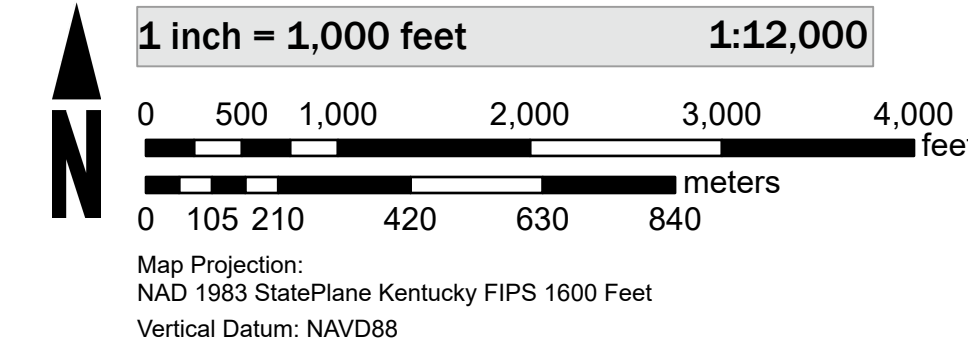 1 inch = 1,000 feet 1:12,000
0 500 1,000 2,000 3,000 4,000
feet
meters
0 105 210 420 630 840
N
Map Projection:
NAD 1983 StatePlane Kentucky FIPS 1600 Feet
Vertical Datum: NAVD88